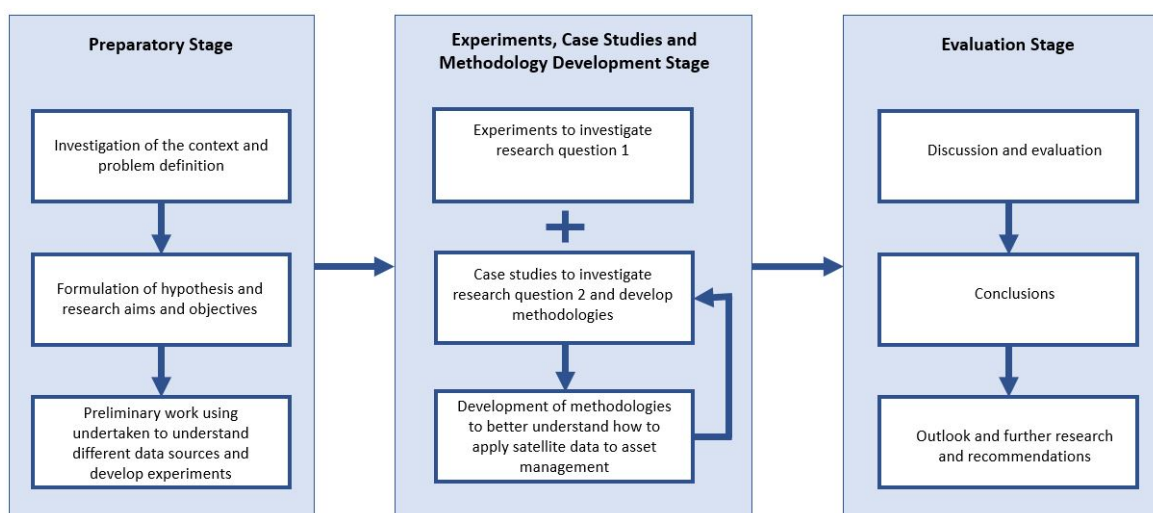 Preparatory Stage
Investigation of the context and
problem definition
Formulation of hypothesis and
research aims and objectives
Preliminary work using
undertaken to understand
different data sources and
develop experiments
Experiments, Case Studies and
Methodology Development Stage
Experiments to investigate
research question 1
+
Case studies to investigate
research question 2 and develop
methodologies
Development of methodologies
to better understand how to
apply satellite data to asset
management
Evaluation Stage
Discussion and evaluation
Conclusions
Outlook and further research
and recommendations